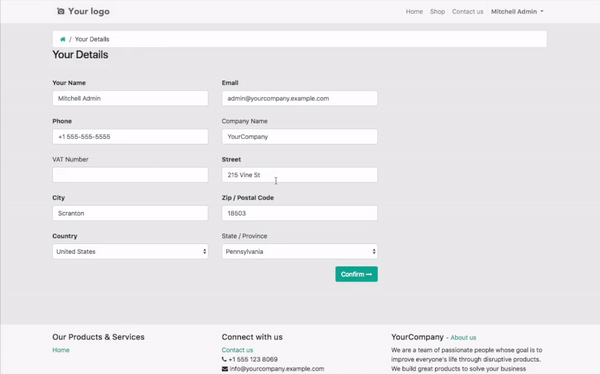 Your logo
Home Shop Contact us Mitchell Admin
/ Your Details
Your Details
Your Name Email
Mitchell Admin admin@yourcompany.example.com
Phone Company Name
+1 555-555-5555 YourCompany
VAT Number Street
215 Vine St
City Zip / Postal Code
Scranton 18503
Country State / Province
United States Pennsylvania
Confirm
Our Products & Services Connect with us YourCompany - About us
Home Contact us We are a team of passionate people whose goal is to
+1 555 123 8069 improve everyone's life through disruptive products.
info@yourcompany.example.com We build great products to solve your business